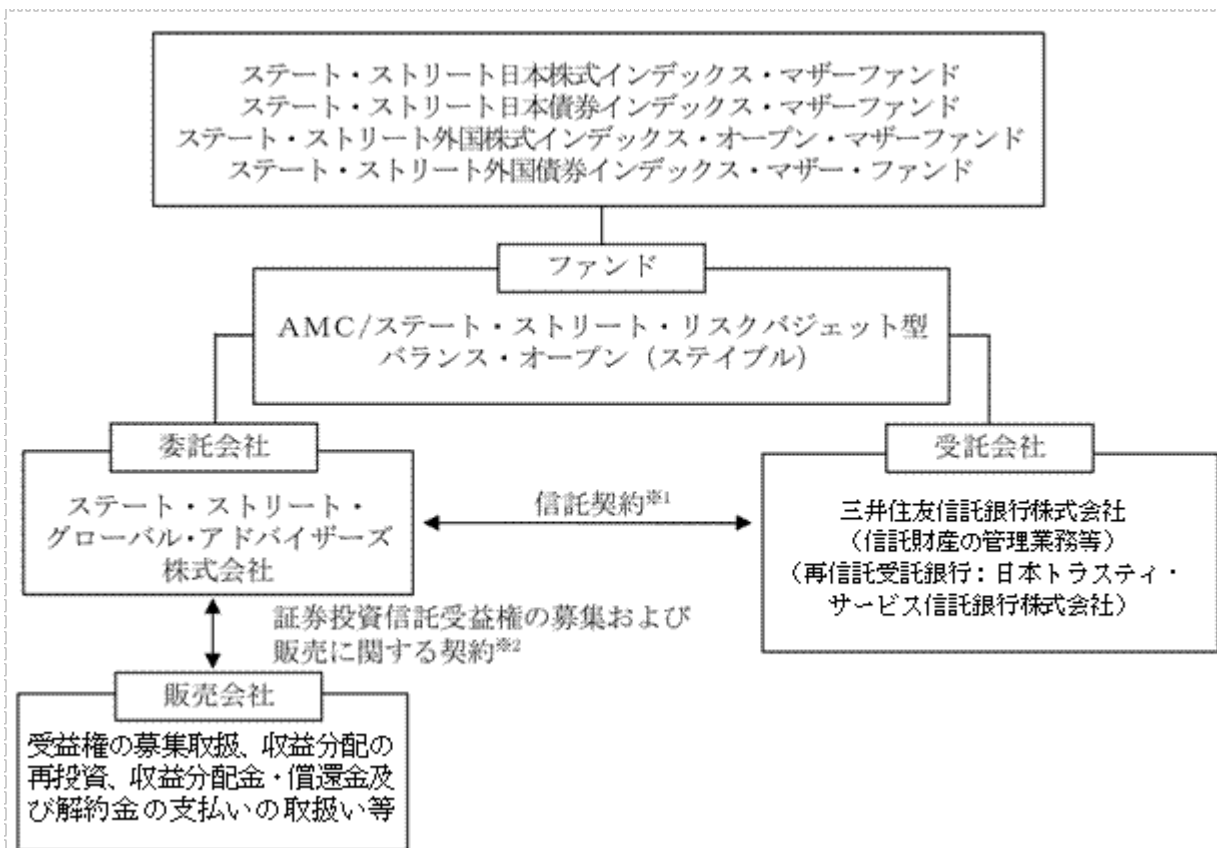 ステート・ストリート日本株式インデックス・マザーファンド
ステート・ストリート日本債券インデックス・マザーファンド
ステート・ストリート外国株式インデックス・オープン・マザーファンド
ステート・ストリート外国債券インデックス・マザー・ファンド
ファンド
AMC/ステート・ストリート・リスクバジェット型
バランス・オープン（ステイブル）
委託会社
ステート・ストリート・
グローバル・アドバイザーズ
株式会社
信託契約※1
受託会社
三井住友信託銀行株式会社
（信託財産の管理業務等）
（再信託受託銀行：日本トラスティ・
サービス信託銀行株式会社）
証券投資信託受益権の募集および
販売に関する契約※2
販売会社
受益権の募集取扱、収益分配の
再投資、収益分配金・償還金及
び解約金の支払いの取扱い等